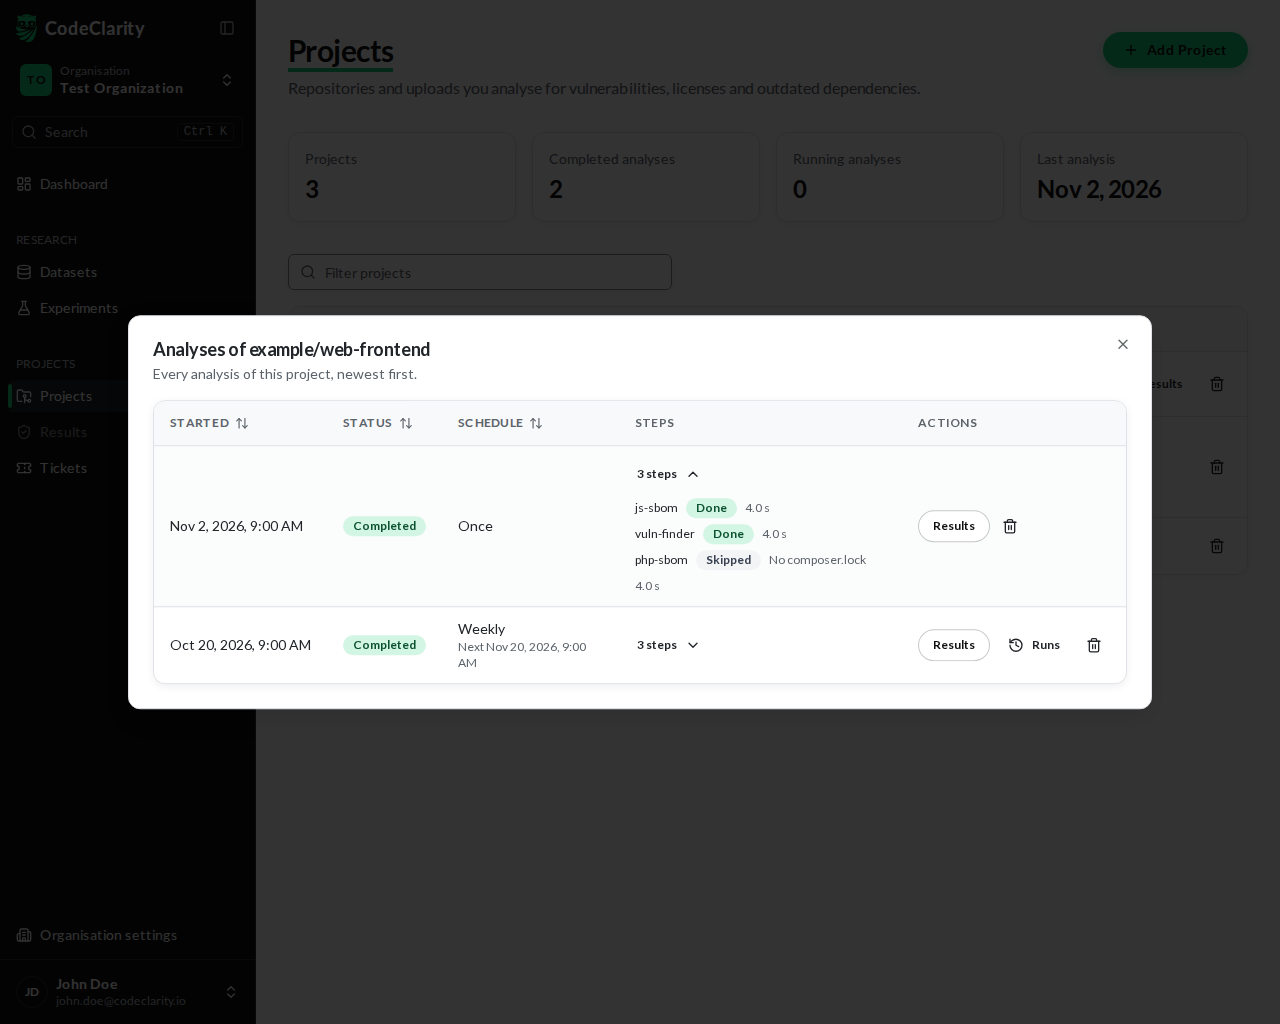 CodeClarity
TO
Organisation
Test Organization
Search
Ctrl K
Dashboard
RESEARCH
Datasets
Experiments
PROJECTS
Projects
Results
Tickets
Organisation settings
JD
John Doe
john.doe@codeclarity.io
Projects
Add Project
Repositories and uploads you analyse for vulnerabilities, licenses and outdated dependencies.
Projects
3
Completed analyses
2
Running analyses
0
Last analysis
Nov 2, 2026
Filter projects
Analyses of example/web-frontend
Every analysis of this project, newest first.
STARTED STATUS SCHEDULE STEPS ACTIONS
Nov 2, 2026, 9:00 AM
Completed
Once
3 steps
js-sbom Done 4.0 s
vuln-finder Done 4.0 s
php-sbom Skipped No composer.lock
4.0 s
Results
Oct 20, 2026, 9:00 AM
Completed
Weekly
Next Nov 20, 2026, 9:00
AM
3 steps
Results
Runs